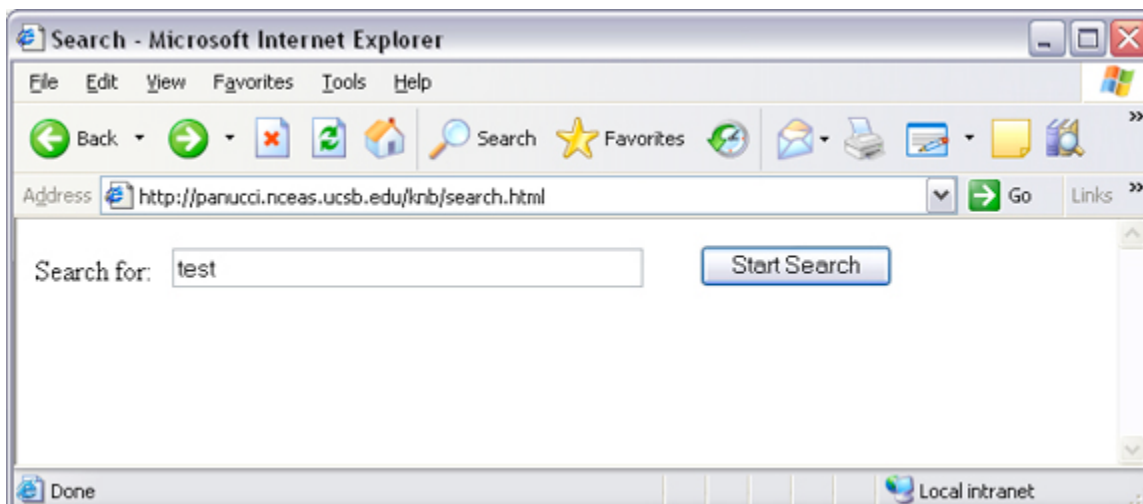 Search - Microsoft Internet Explorer
File Edit View Favorites Tools Help
Back Search Favorites »
Address http://panucci.nceas.ucsb.edu/knb/search.html Go Links »
Search for: test Start Search
Done Local intranet